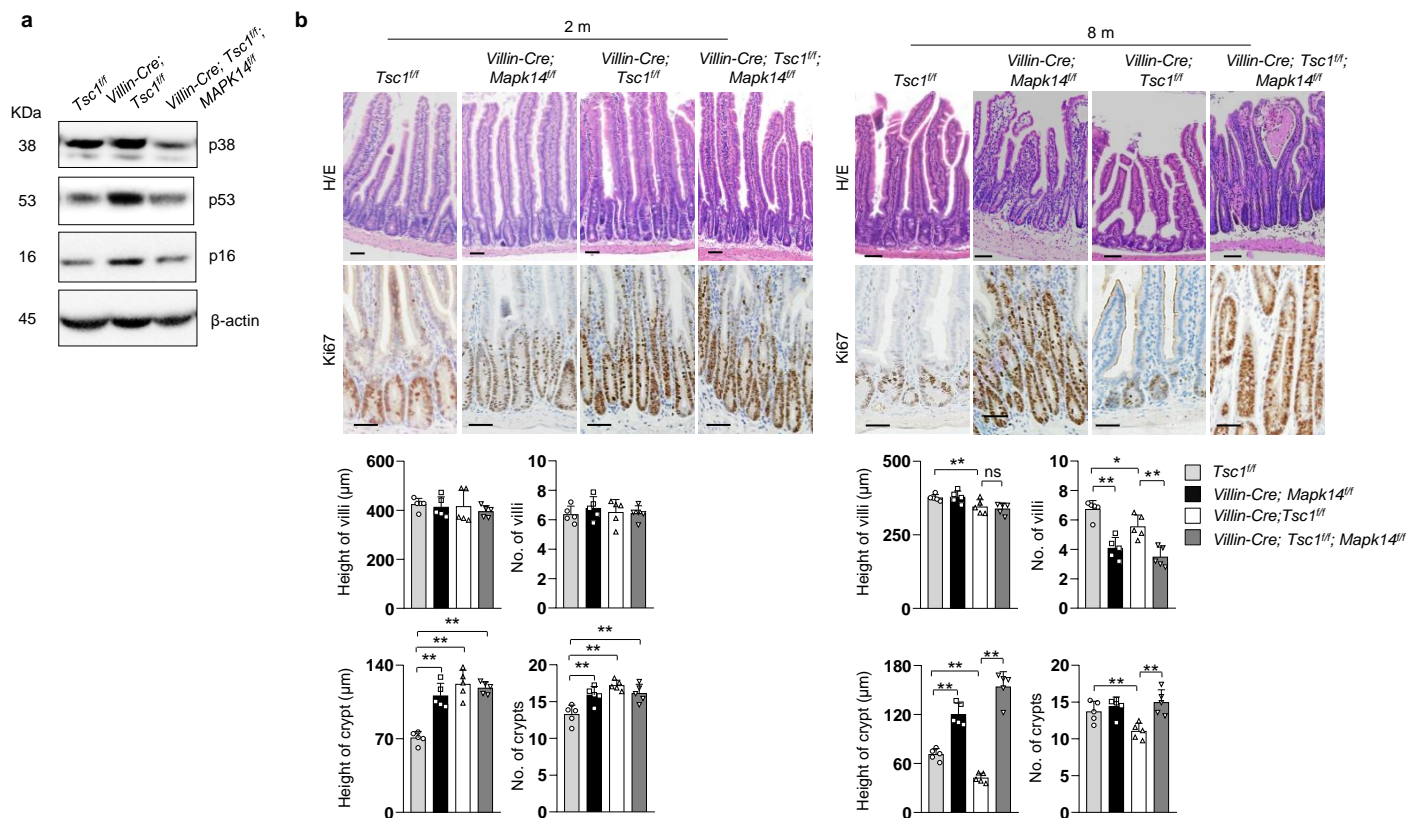 a
Tsc1f/f
Villin-Cre;
Tsc1f/f
Villin-Cre; Tsc1f/f;
MAPK14f/f
KDa
38
p38
53
p53
16
p16
45
β-actin
b
2 m
Tsc1f/f
Villin-Cre;
Mapk14f/f
Villin-Cre;
Tsc1f/f
Villin-Cre; Tsc1f/f;
Mapk14f/f
H/E
Ki67
8 m
Tsc1f/f
Villin-Cre;
Mapk14f/f
Villin-Cre;
Tsc1f/f
Villin-Cre; Tsc1f/f;
Mapk14f/f
H/E
Ki67
Height of villi (μm)
600
400
200
0
No. of villi
10
8
6
4
2
0
Height of villi (μm)
500
250
0
**
ns
No. of villi
10
8
6
4
2
0
*
**
**
Tsc1f/f
Villin-Cre; Mapk14f/f
Villin-Cre;Tsc1f/f
Villin-Cre; Tsc1f/f; Mapk14f/f
Height of crypt (μm)
140
70
0
**
**
**
No. of crypts
20
15
10
5
0
**
**
**
Height of crypt (μm)
180
120
60
0
**
**
**
No. of crypts
20
15
10
5
0
**
**